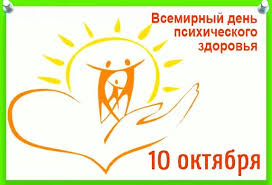 Всемирный день
психического
здоровья
10 октября